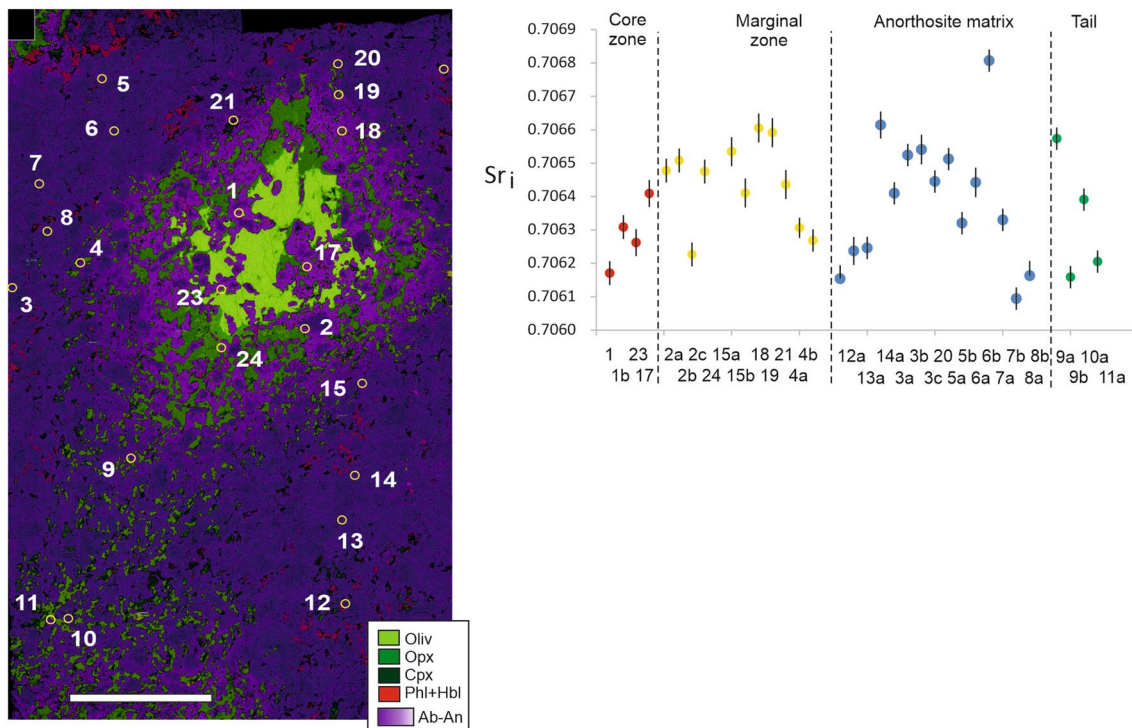 5
6
7
8
4
3
21
1
23
24
20
19
18
17
2
15
9
14
13
12
11
10
Oliv
Opx
Cpx
Phl+Hbl
Ab-An
Core zone
Marginal zone
Anorthosite matrix
Tail
Sri
0.7069
0.7068
0.7067
0.7066
0.7065
0.7064
0.7063
0.7062
0.7061
0.7060
1 23 2a 2c 15a 18 21 4b 12a 14a 3b 20 5b 6b 7b 8b 9a 10a
1b 17 2b 24 15b 19 4a 13a 3a 3c 5a 6a 7a 8a 9b 11a